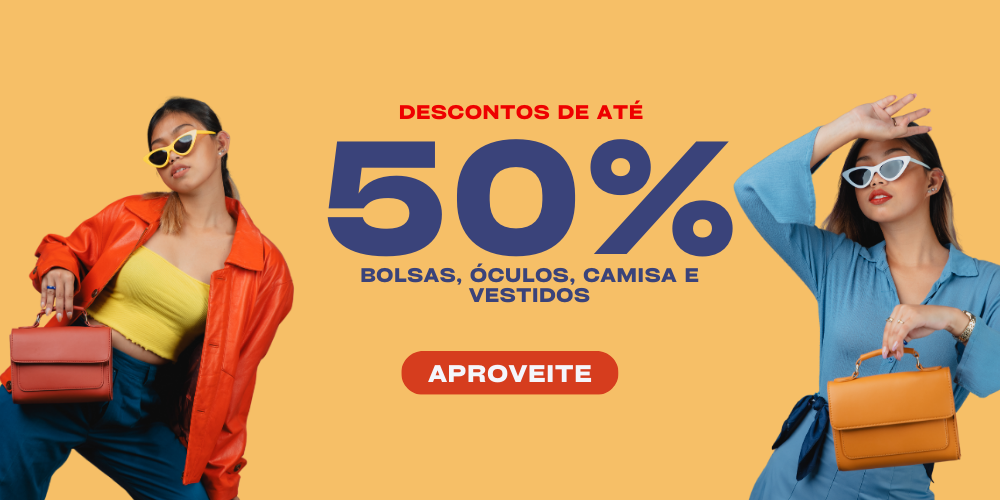 DESCONTOS DE ATÉ
50%
BOLSAS, ÓCULOS, CAMISA E
VESTIDOS
APROVEITE